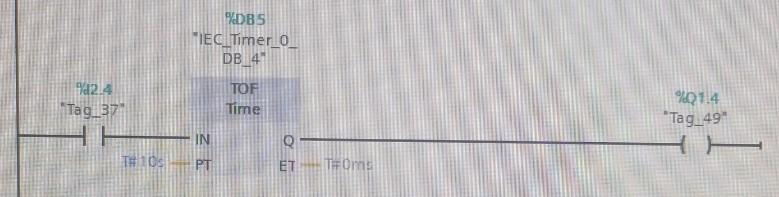 %DB5
"IEC_Timer_0_
DB_4"
%I2.4
"Tag_37"
TOF
Time
%Q1.4
"Tag_49"
IN
Q
T#10s
PT
ET
T#0ms